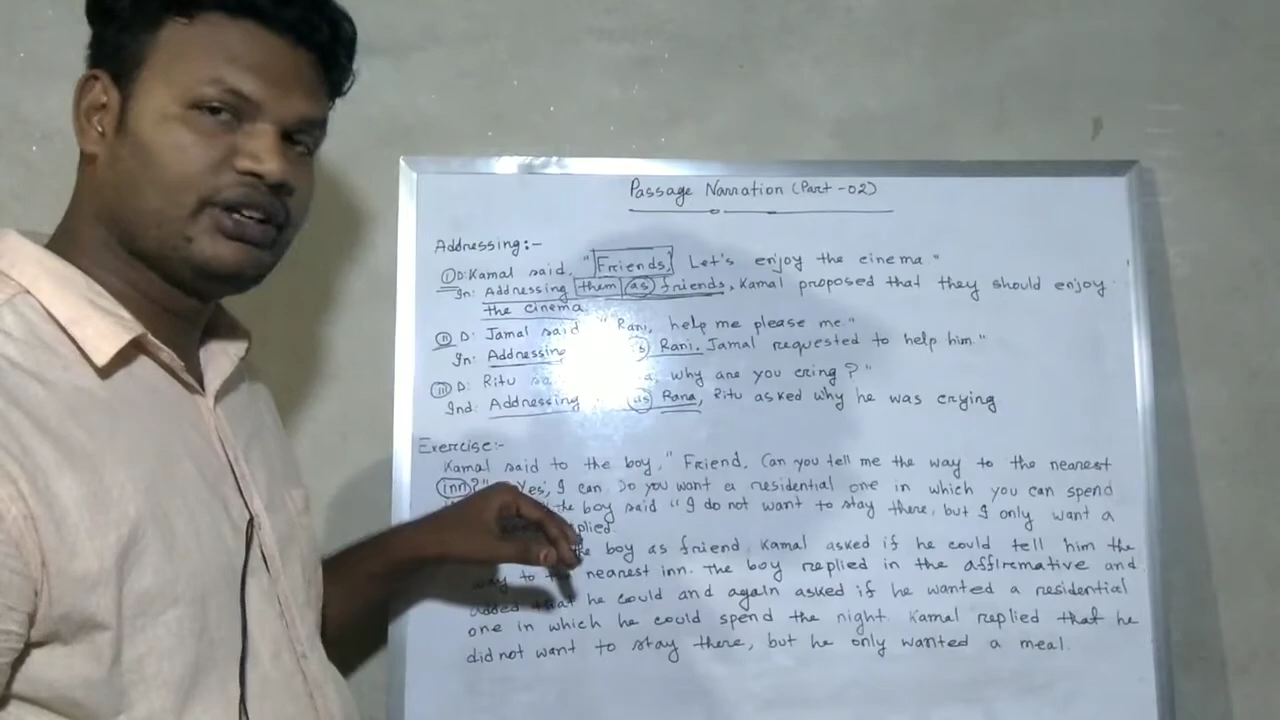 Passage Narration (Part-02)
Addressing:-
(i) D: Kamal said, "Friends, Let's enjoy the cinema"
In: Addressing them as friends, Kamal proposed that they should enjoy
the cinema
(ii) D: Jamal said "Rani, help me please me."
In: Addressing Rani. Jamal requested to help him."
(iii) D: Ritu why are you cring?"
Ind: Addressing as Rana, Ritu asked why he was crying
Exercise:-
Kamal said to the boy, "Friend, Can you tell me the way to the nearest
inn?" Yes, I can. Do you want a residential one in which you can spend
the boy said "I do not want to stay there, but I only want a
boy as friend, Kamal asked if he could tell him the
way to nearest inn. The boy replied in the affirmative and
added that he could and again asked if he wanted a residential
one in which he could spend the night. Kamal replied that he
did not want to stay there, but he only wanted a meal.